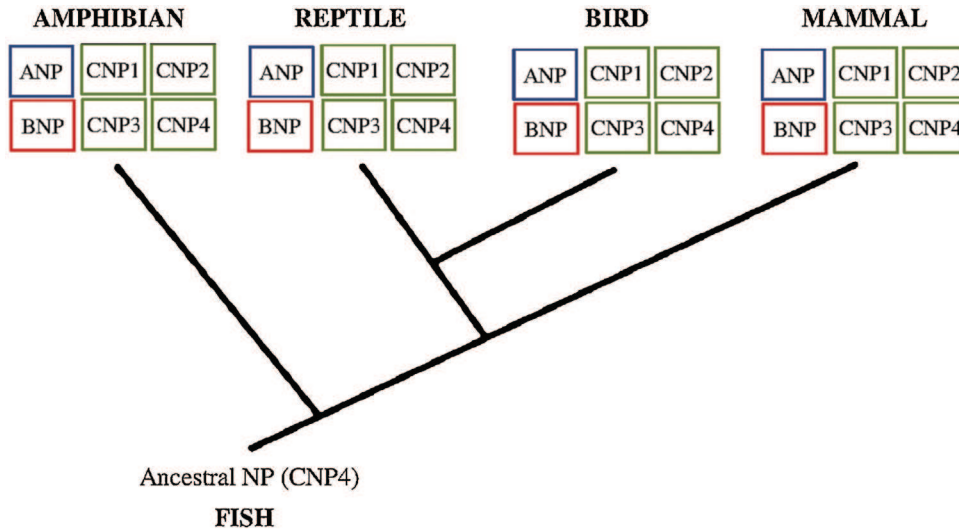 AMPHIBIAN REPTILE BIRD MAMMAL
ANP CNP1 CNP2 ANP CNP1 CNP2 ANP CNP1 CNP2 ANP CNP1 CNP2
BNP CNP3 CNP4 BNP CNP3 CNP4 BNP CNP3 CNP4 BNP CNP3 CNP4
Ancestral NP (CNP4)
FISH